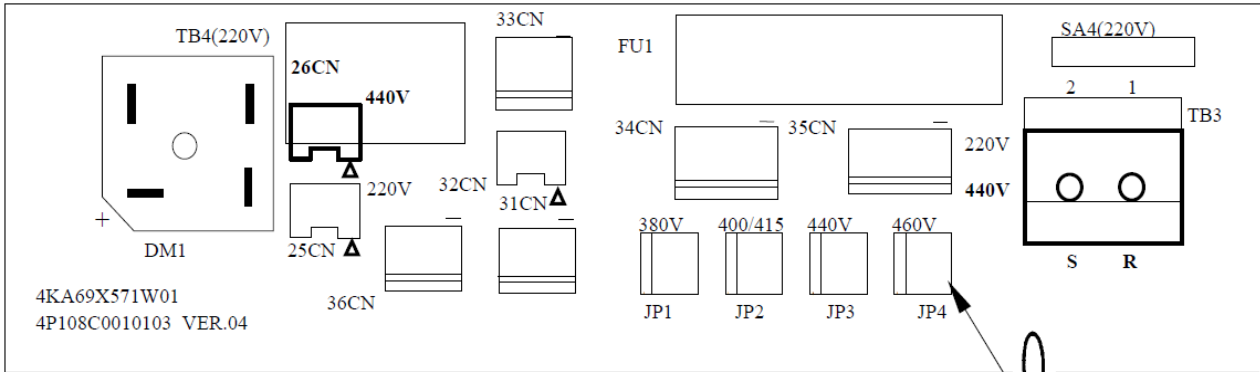 33CN
TB4(220V)
FU1
SA4(220V)
26CN
440V
2 1
TB3
34CN
35CN
220V
440V
220V
32CN
31CN
+
DM1
25CN
380V 400/415 440V 460V
S R
36CN
JP1 JP2 JP3 JP4
4KA69X571W01
4P108C0010103 VER.04